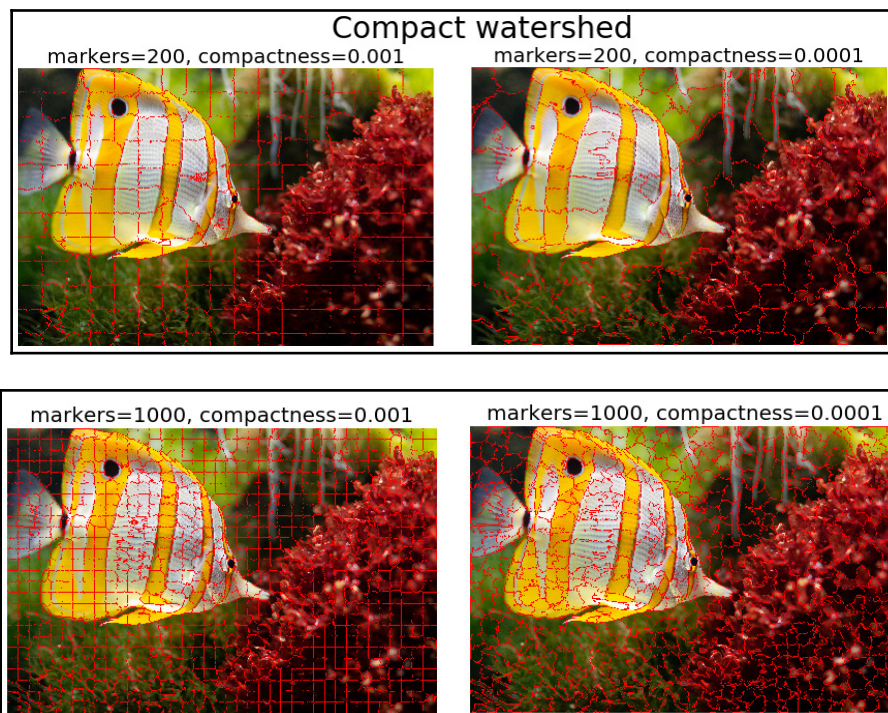 Compact watershed
markers=200, compactness=0.001
markers=200, compactness=0.0001
markers=1000, compactness=0.001
markers=1000, compactness=0.0001